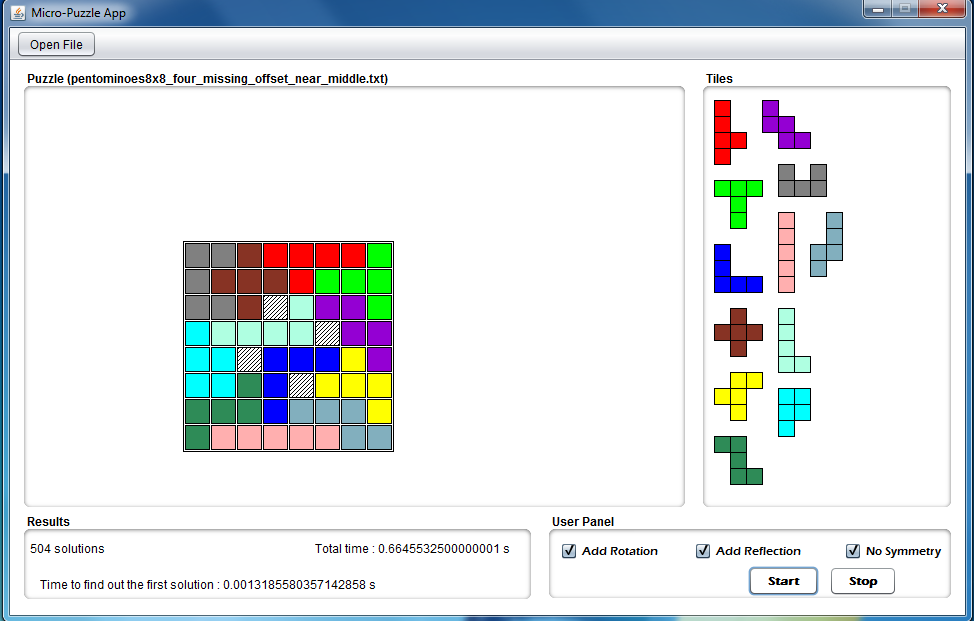 Micro-Puzzle App
Open File
Puzzle (pentominoes8x8_four_missing_offset_near_middle.txt)
Tiles
Results
504 solutions
Total time : 0.6645532500000001 s
Time to find out the first solution : 0.0013185580357142858 s
User Panel
Add Rotation
Add Reflection
No Symmetry
Start
Stop